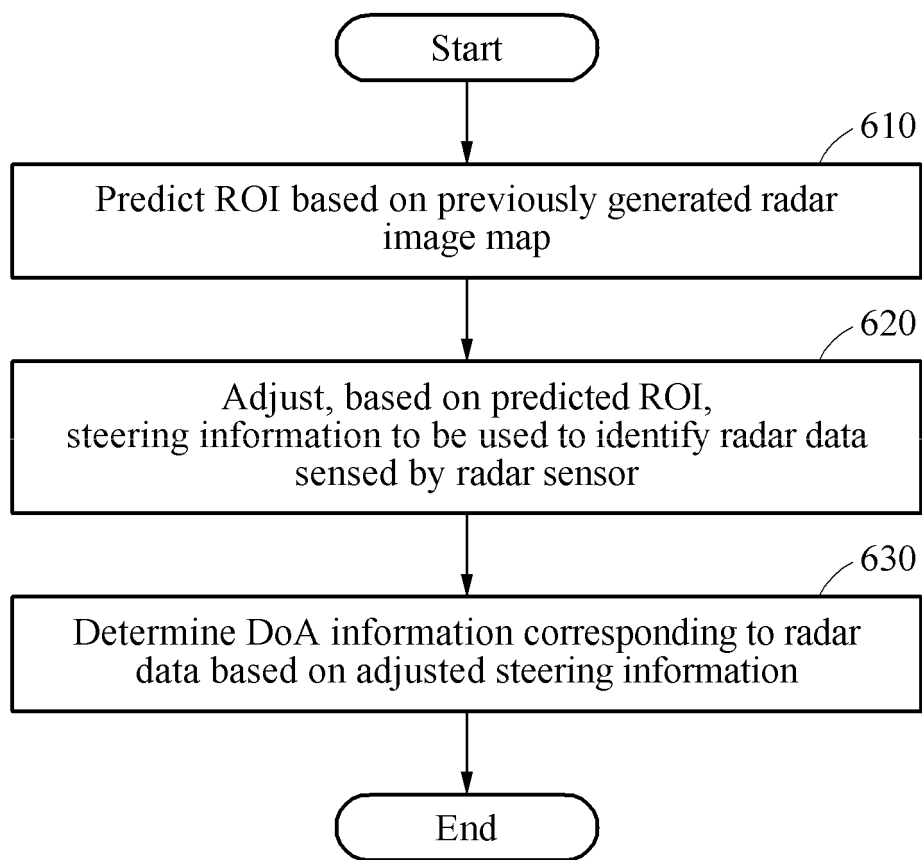 Start
610
Predict ROI based on previously generated radar
image map
620
Adjust, based on predicted ROI,
steering information to be used to identify radar data
sensed by radar sensor
630
Determine DoA information corresponding to radar
data based on adjusted steering information
End